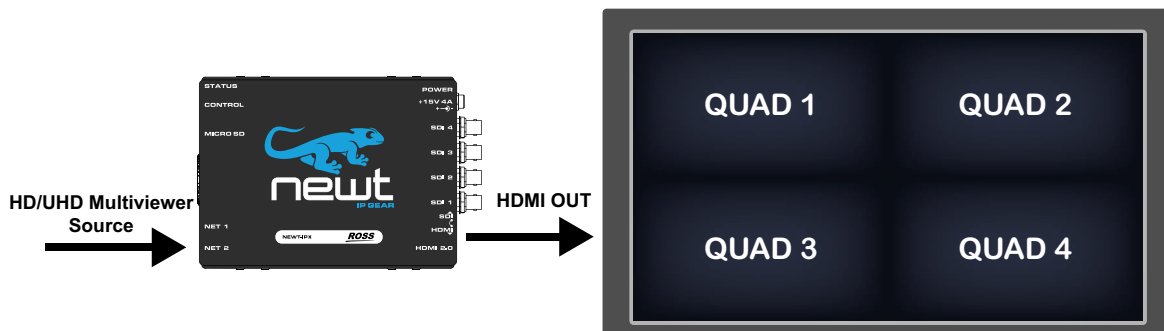 HD/UHD Multiviewer
Source
STATUS
CONTROL
MICRO SD
NET 1
NET 2
newt
IP GEAR
NEWT-IPX
ROSS
POWER
+15V 4A
SDI 4
SDI 3
SDI 2
SDI 1
SDI
HDMI
HDMI 2.0
HDMI OUT
QUAD 1
QUAD 2
QUAD 3
QUAD 4